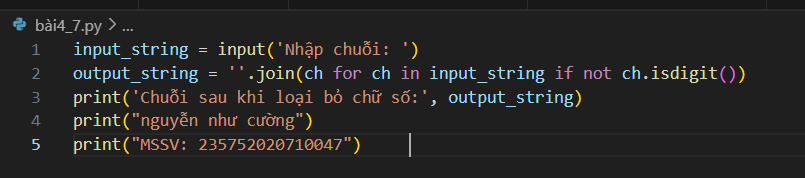 bài4_7.py > ...
1 input_string = input('Nhập chuỗi: ')
2 output_string = ''.join(ch for ch in input_string if not ch.isdigit())
3 print('Chuỗi sau khi loại bỏ chữ số:', output_string)
4 print("nguyễn như cường")
5 print("MSSV: 235752020710047")